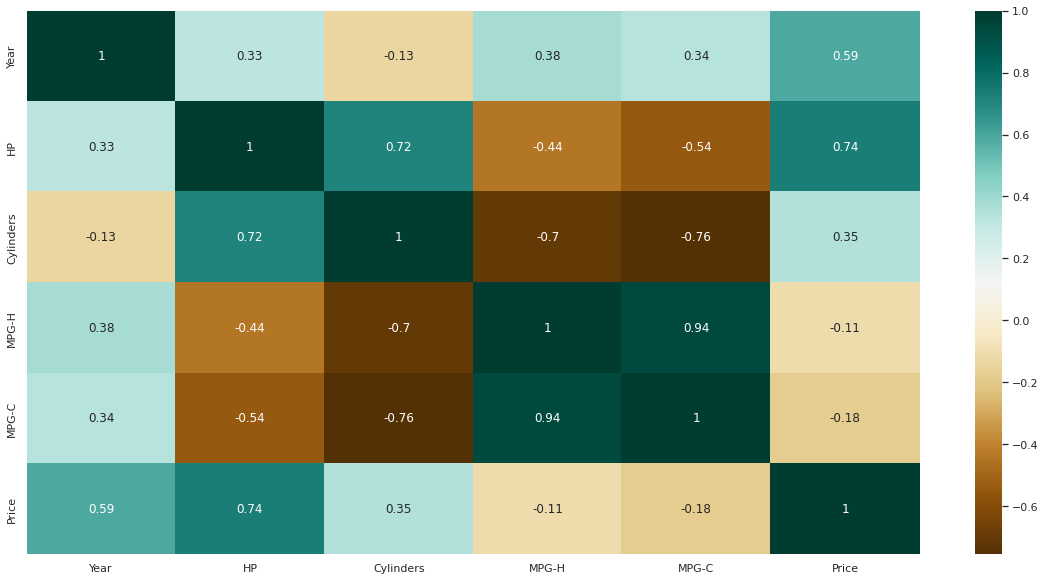 Year 1 0.33 -0.13 0.38 0.34 0.59
HP 0.33 1 0.72 -0.44 -0.54 0.74
Cylinders -0.13 0.72 1 -0.7 -0.76 0.35
MPG-H 0.38 -0.44 -0.7 1 0.94 -0.11
MPG-C 0.34 -0.54 -0.76 0.94 1 -0.18
Price 0.59 0.74 0.35 -0.11 -0.18 1
Year HP Cylinders MPG-H MPG-C Price
1.0
0.8
0.6
0.4
0.2
0.0
−0.2
−0.4
−0.6